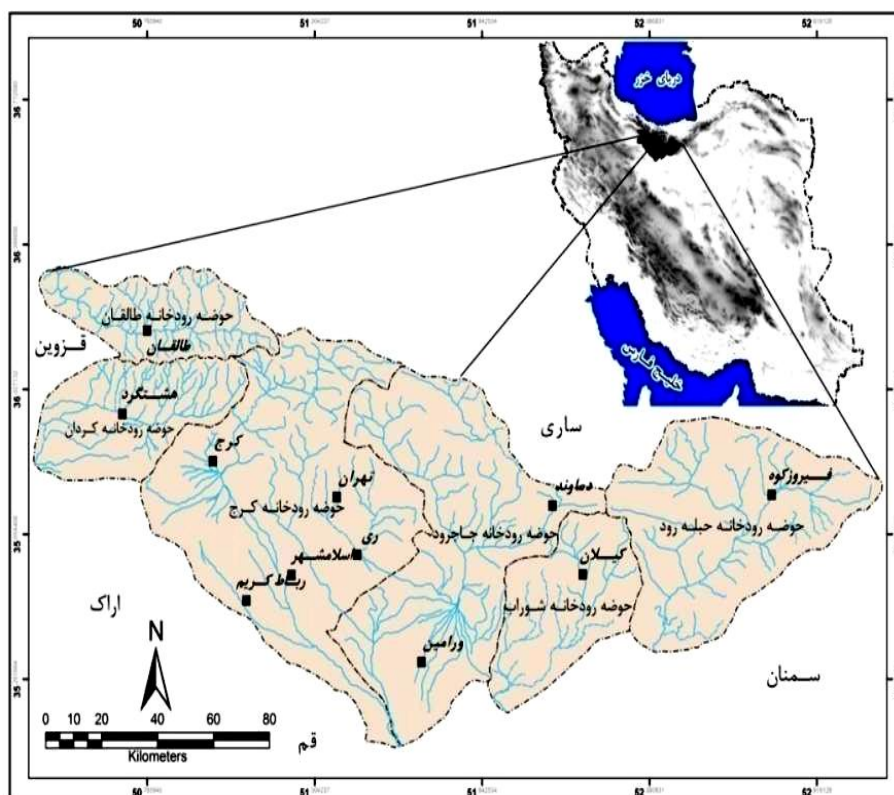 50
51
51
52
52
دریای خزر
خلیج فارس
حوضه رودخانه طالقان
طالقان
قزوین
هشتگرد
حوضه رودخانه کردان
ساری
کرج
تهران
حوضه رودخانه کرج
دماوند
فیروزکوه
حوضه رودخانه حبله رود
حوضه رودخانه جاجرود
ری
اسلامشهر
رباط کریم
کیلان
حوضه رودخانه شوراب
اراک
ورامین
سمنان
N
0 10 20 40 60 80
Kilometers
قم
36
36
36
35
35
50
51
51
52
52